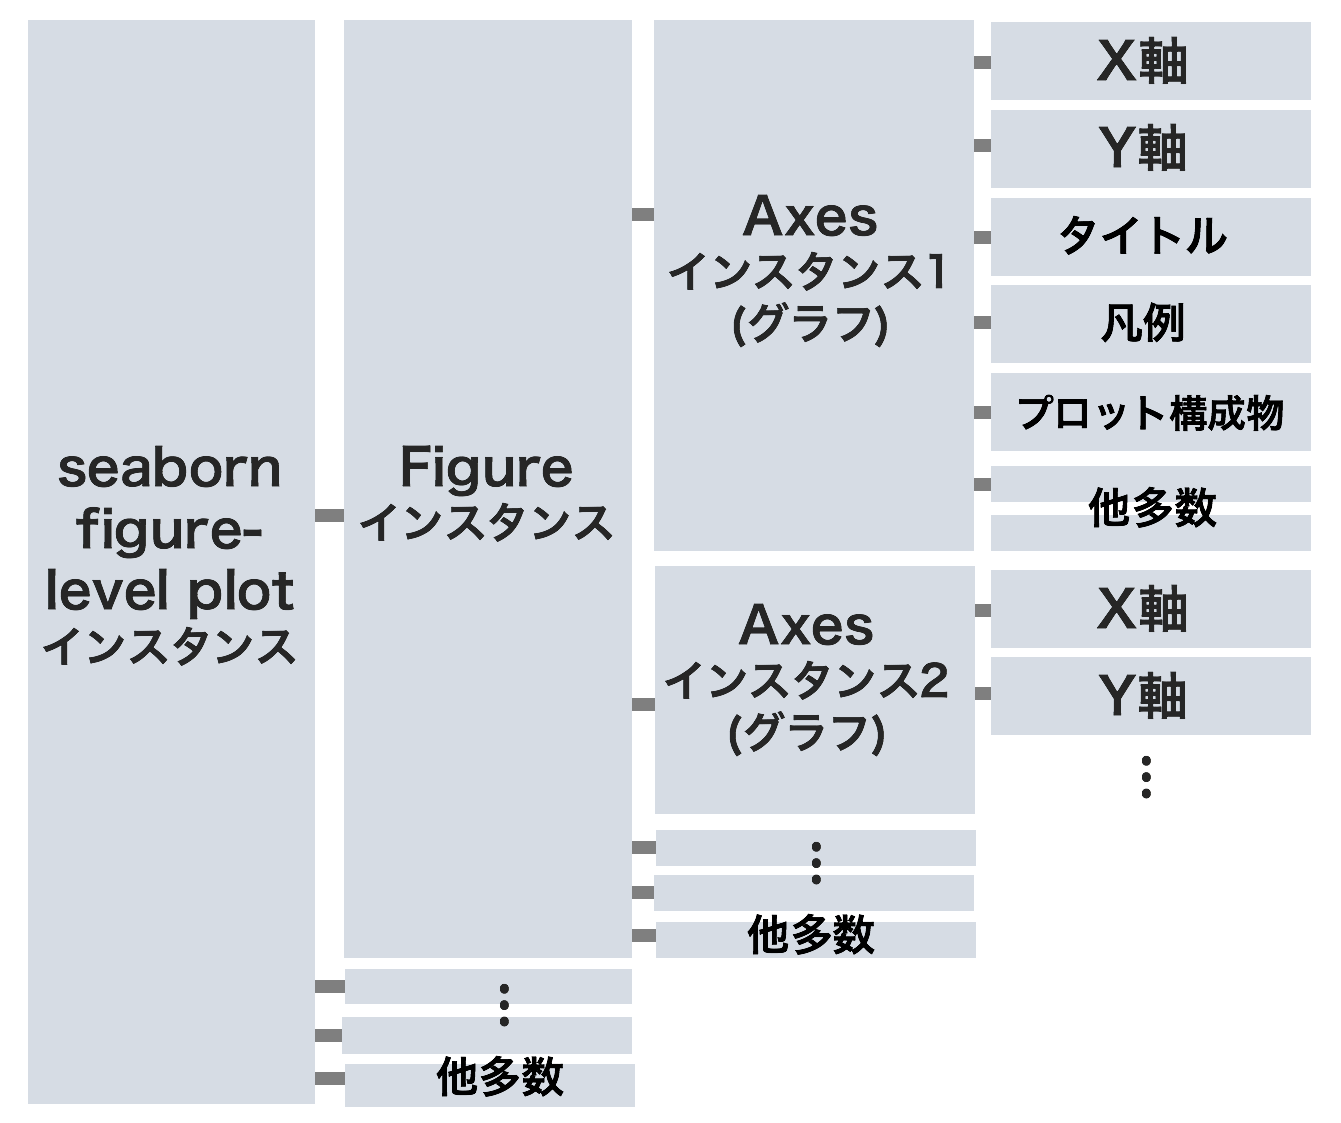 seaborn
figure-
level plot
インスタンス
Figure
インスタンス
Axes
インスタンス1
(グラフ)
X軸
Y軸
タイトル
凡例
プロット構成物
他多数
Axes
インスタンス2
(グラフ)
X軸
Y軸
⋮
⋮
他多数
⋮
他多数